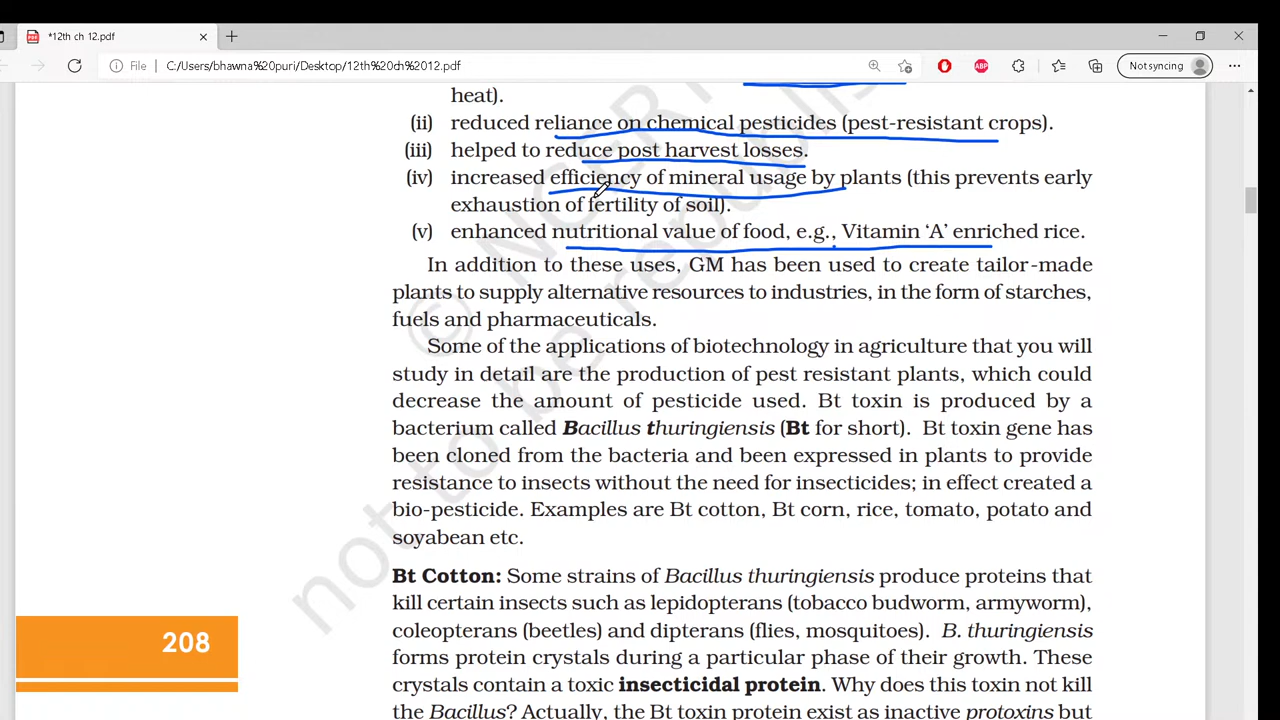 *12th ch 12.pdf
File
C:/Users/bhawna%20puri/Desktop/12th%20ch%2012.pdf
ABP
Not syncing
heat).
(ii) reduced reliance on chemical pesticides (pest-resistant crops).
(iii) helped to reduce post harvest losses.
(iv) increased efficiency of mineral usage by plants (this prevents early
exhaustion of fertility of soil).
(v) enhanced nutritional value of food, e.g., Vitamin ‘A’ enriched rice.
In addition to these uses, GM has been used to create tailor-made
plants to supply alternative resources to industries, in the form of starches,
fuels and pharmaceuticals.
Some of the applications of biotechnology in agriculture that you will
study in detail are the production of pest resistant plants, which could
decrease the amount of pesticide used. Bt toxin is produced by a
bacterium called Bacillus thuringiensis (Bt for short). Bt toxin gene has
been cloned from the bacteria and been expressed in plants to provide
resistance to insects without the need for insecticides; in effect created a
bio-pesticide. Examples are Bt cotton, Bt corn, rice, tomato, potato and
soyabean etc.
Bt Cotton: Some strains of Bacillus thuringiensis produce proteins that
kill certain insects such as lepidopterans (tobacco budworm, armyworm),
coleopterans (beetles) and dipterans (flies, mosquitoes). B. thuringiensis
forms protein crystals during a particular phase of their growth. These
crystals contain a toxic insecticidal protein. Why does this toxin not kill
the Bacillus? Actually, the Bt toxin protein exist as inactive protoxins but
208
© NCERT
not to be republis